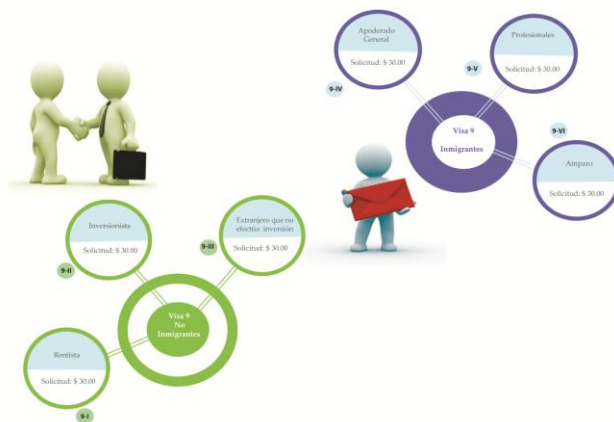 Apoderado
General
Solicitud: $ 30.00
9-IV
Profesionales
Solicitud: $ 30.00
9-V
Visa 9
Inmigrantes
9-VI
Amparo
Solicitud: $ 30.00
Inversionista
Solicitud: $ 30.00
9-II
Extranjero que no
efectúa inversión
Solicitud: $ 30.00
9-III
Visa 9
No
Inmigrantes
Rentista
Solicitud: $ 30.00
9-I